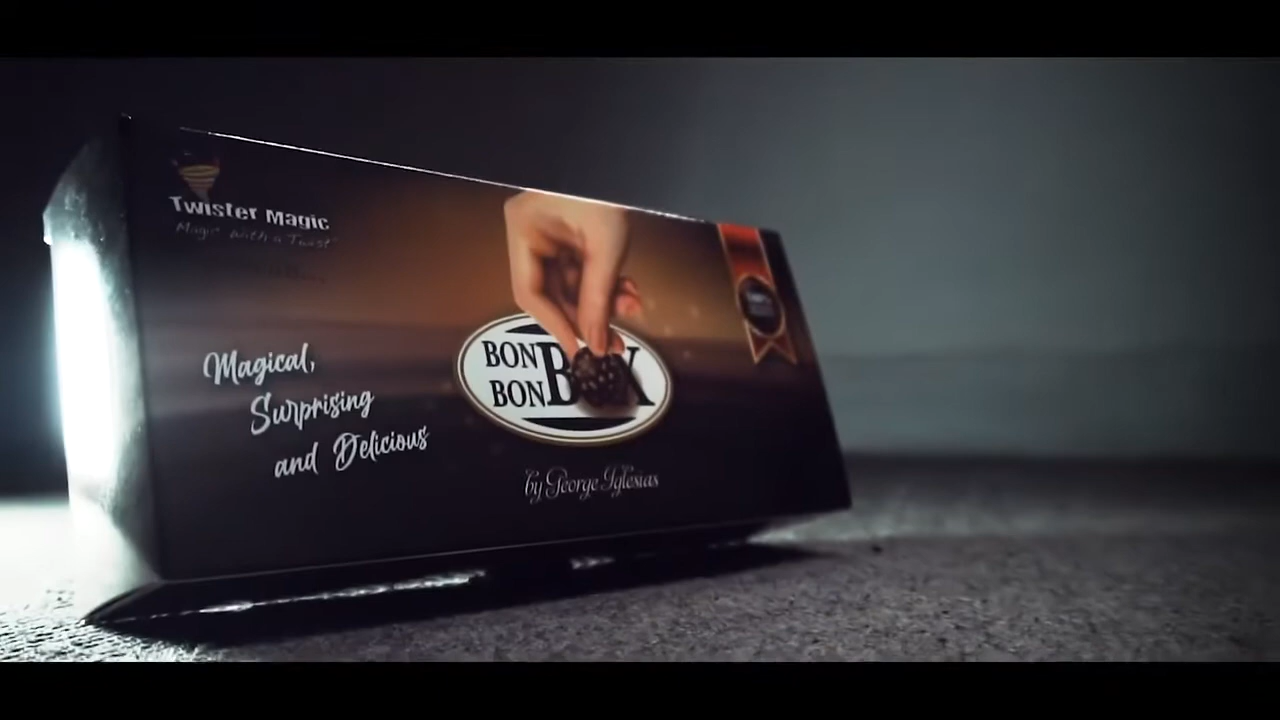 Twister Magic
Magic with a Twist
Magical,
Surprising
and Delicious
BON
BON
BOX
by George Iglesias